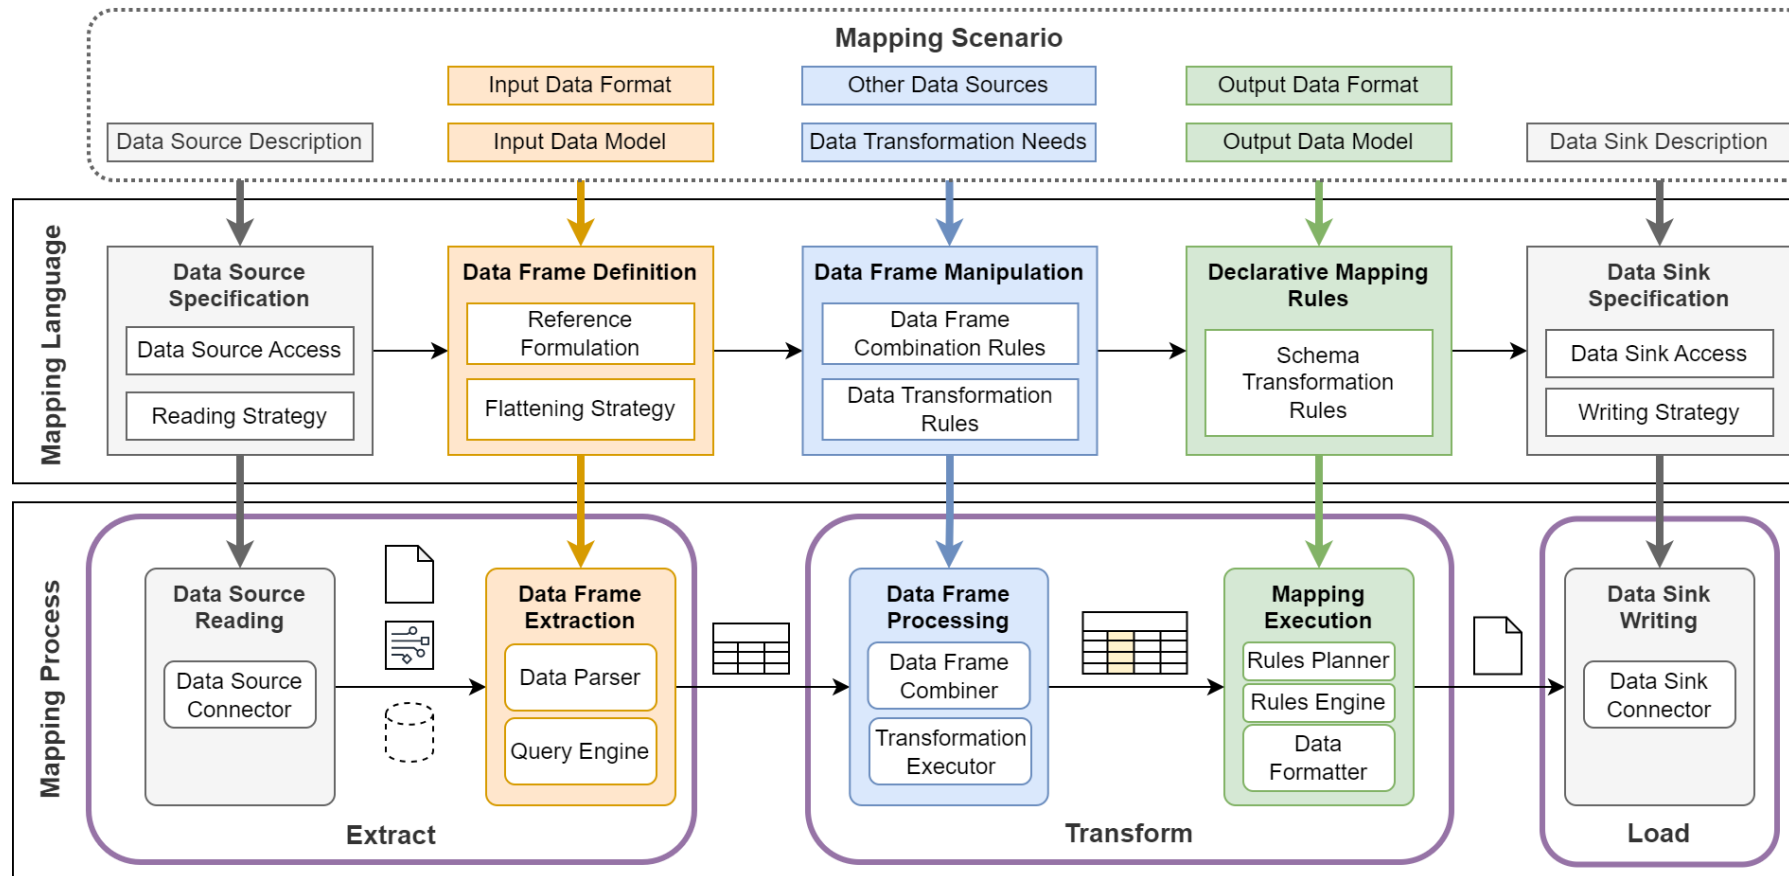 Mapping Scenario
Input Data Format
Other Data Sources
Output Data Format
Data Source Description
Input Data Model
Data Transformation Needs
Output Data Model
Data Sink Description
Mapping Language
Data Source
Specification
Data Source Access
Reading Strategy
Data Frame Definition
Reference
Formulation
Flattening Strategy
Data Frame Manipulation
Data Frame
Combination Rules
Data Transformation
Rules
Declarative Mapping
Rules
Schema
Transformation
Rules
Data Sink
Specification
Data Sink Access
Writing Strategy
Mapping Process
Data Source
Reading
Data Source
Connector
Data Frame
Extraction
Data Parser
Query Engine
Extract
Data Frame
Processing
Data Frame
Combiner
Transformation
Executor
Mapping
Execution
Rules Planner
Rules Engine
Data
Formatter
Transform
Data Sink
Writing
Data Sink
Connector
Load